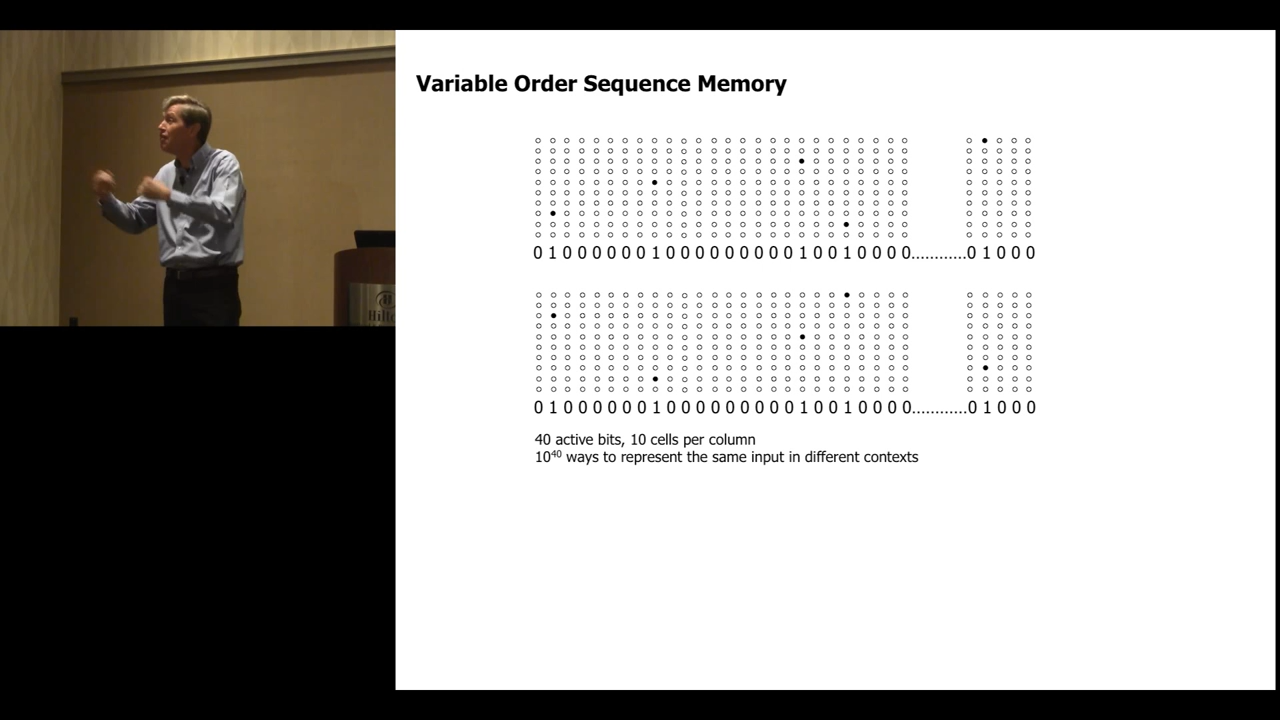 Variable Order Sequence Memory
0 1 0 0 0 0 0 0 1 0 0 0 0 0 0 0 0 0 1 0 0 1 0 0 0 0............0 1 0 0 0
0 1 0 0 0 0 0 0 1 0 0 0 0 0 0 0 0 0 1 0 0 1 0 0 0 0............0 1 0 0 0
40 active bits, 10 cells per column
10⁴⁰ ways to represent the same input in different contexts
Hilton